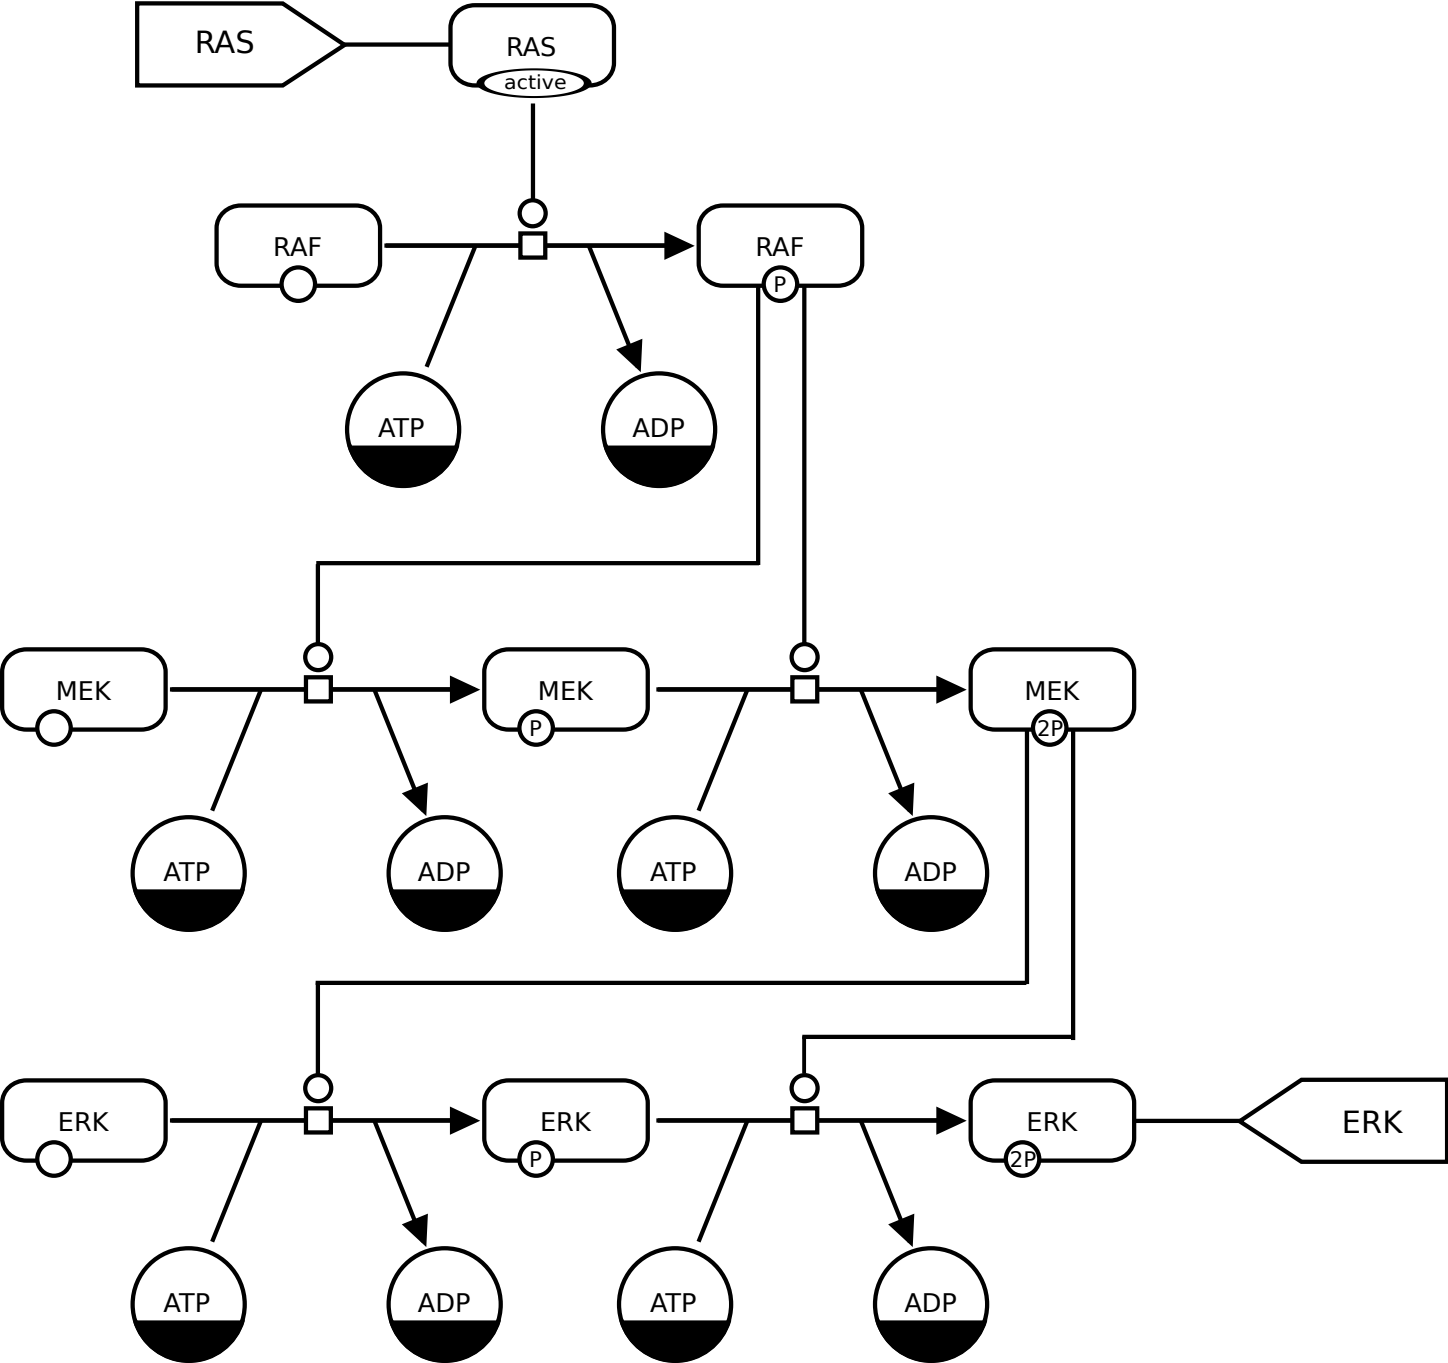 RAS
RAS
active
RAF
RAF
P
ATP
ADP
MEK
MEK
P
MEK
2P
ATP
ADP
ATP
ADP
ERK
ERK
P
ERK
2P
ERK
ATP
ADP
ATP
ADP